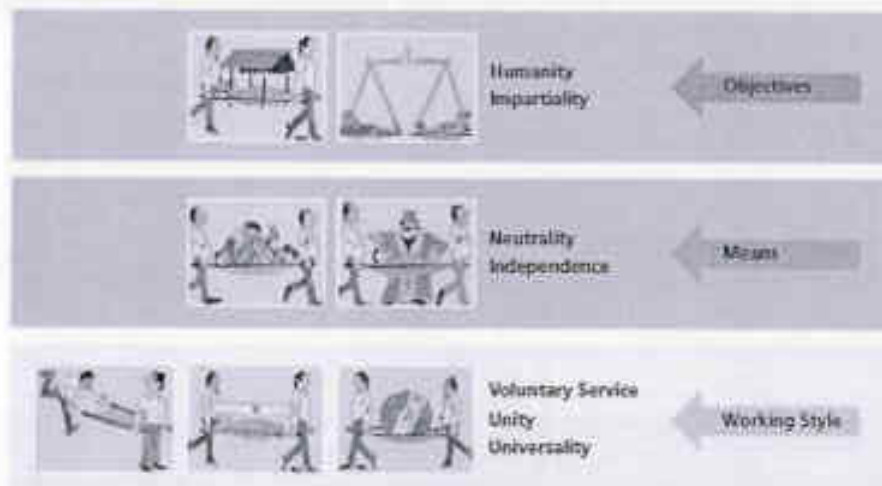 Humanity
Impartiality
Objectives
Neutrality
Independence
Means
Voluntary Service
Unity
Universality
Working Style